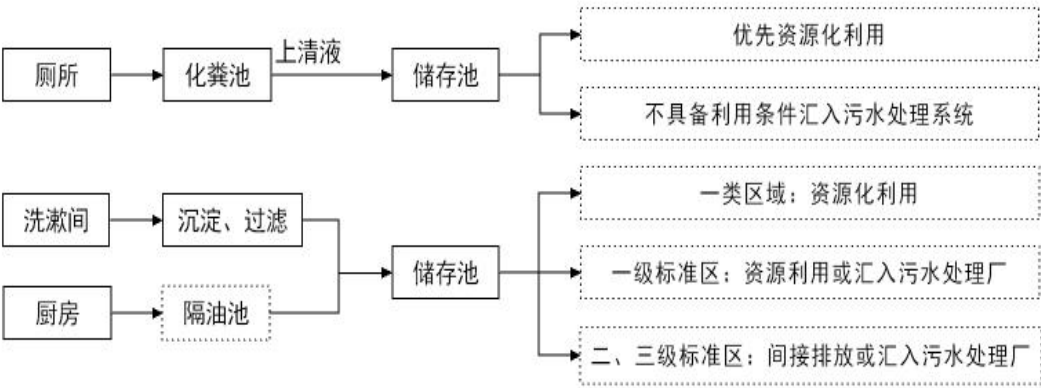 优先资源化利用
厕所
化粪池
上清液
储存池
不具备利用条件汇入污水处理系统
一类区域：资源化利用
洗漱间
沉淀、过滤
储存池
一级标准区：资源利用或汇入污水处理厂
厨房
隔油池
二、三级标准区：间接排放或汇入污水处理厂